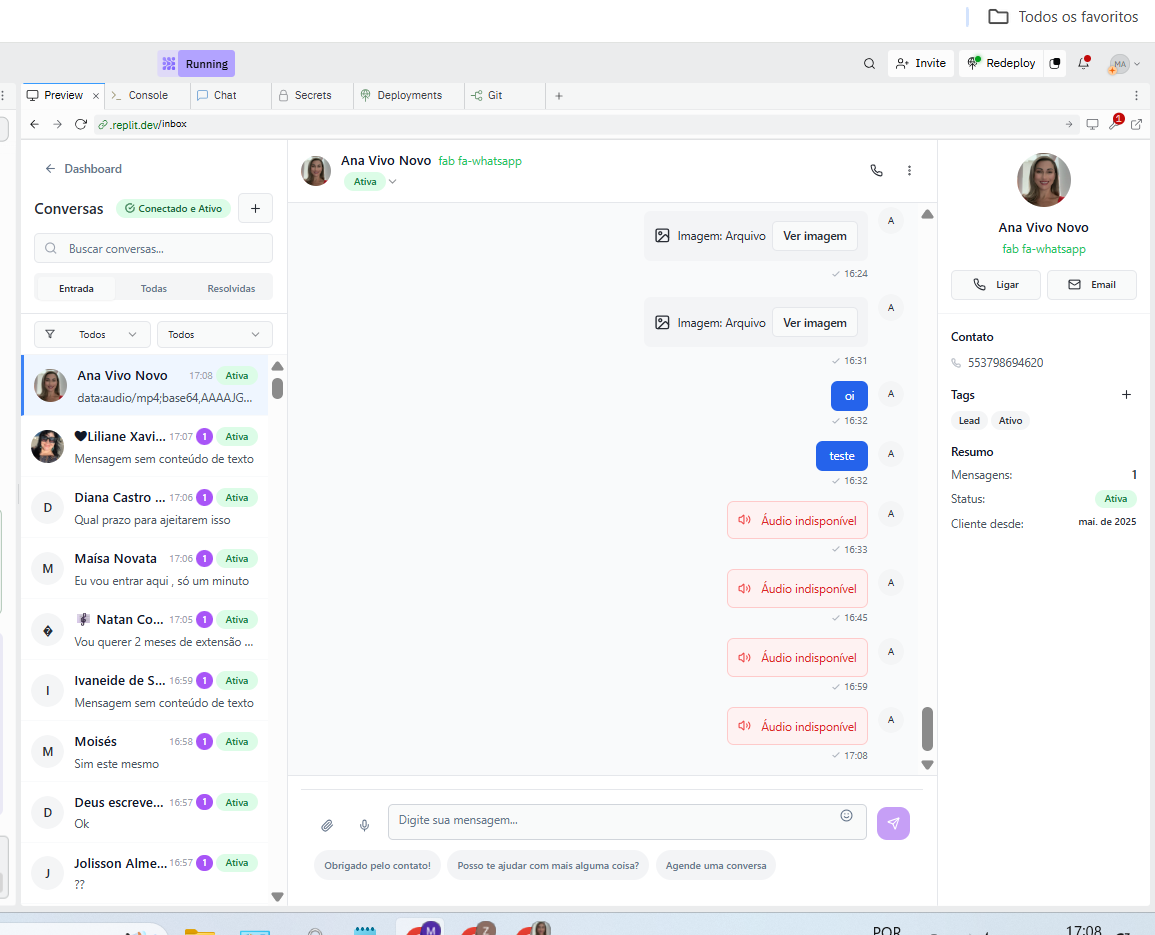 Todos os favoritos
Running
Invite
Redeploy
MA
Preview
Console
Chat
Secrets
Deployments
Git
.replit.dev/inbox
1
Dashboard
Conversas
Conectado e Ativo
Buscar conversas...
Entrada
Todas
Resolvidas
Todos
Todos
Ana Vivo Novo 17:08 Ativa
data:audio/mp4;base64,AAAAJG...
🖤Liliane Xavi... 17:07 1 Ativa
Mensagem sem conteúdo de texto
D
Diana Castro ... 17:06 1 Ativa
Qual prazo para ajeitarem isso
M
Maísa Novata 17:06 1 Ativa
Eu vou entrar aqui , só um minuto
�
🎼 Natan Co... 17:05 1 Ativa
Vou querer 2 meses de extensão ...
I
Ivaneide de S... 16:59 1 Ativa
Mensagem sem conteúdo de texto
M
Moisés 16:58 1 Ativa
Sim este mesmo
D
Deus escreve... 16:57 1 Ativa
Ok
J
Jolisson Alme... 16:57 1 Ativa
??
Ana Vivo Novo fab fa-whatsapp
Ativa
Imagem: Arquivo Ver imagem A
16:24
Imagem: Arquivo Ver imagem A
16:31
oi A
16:32
teste A
16:32
Áudio indisponível A
16:33
Áudio indisponível A
16:45
Áudio indisponível A
16:59
Áudio indisponível A
17:08
Digite sua mensagem...
Obrigado pelo contato!
Posso te ajudar com mais alguma coisa?
Agende uma conversa
Ana Vivo Novo
fab fa-whatsapp
Ligar
Email
Contato
553798694620
Tags
Lead
Ativo
Resumo
Mensagens: 1
Status: Ativa
Cliente desde: mai. de 2025
M
Z
POR
17:08